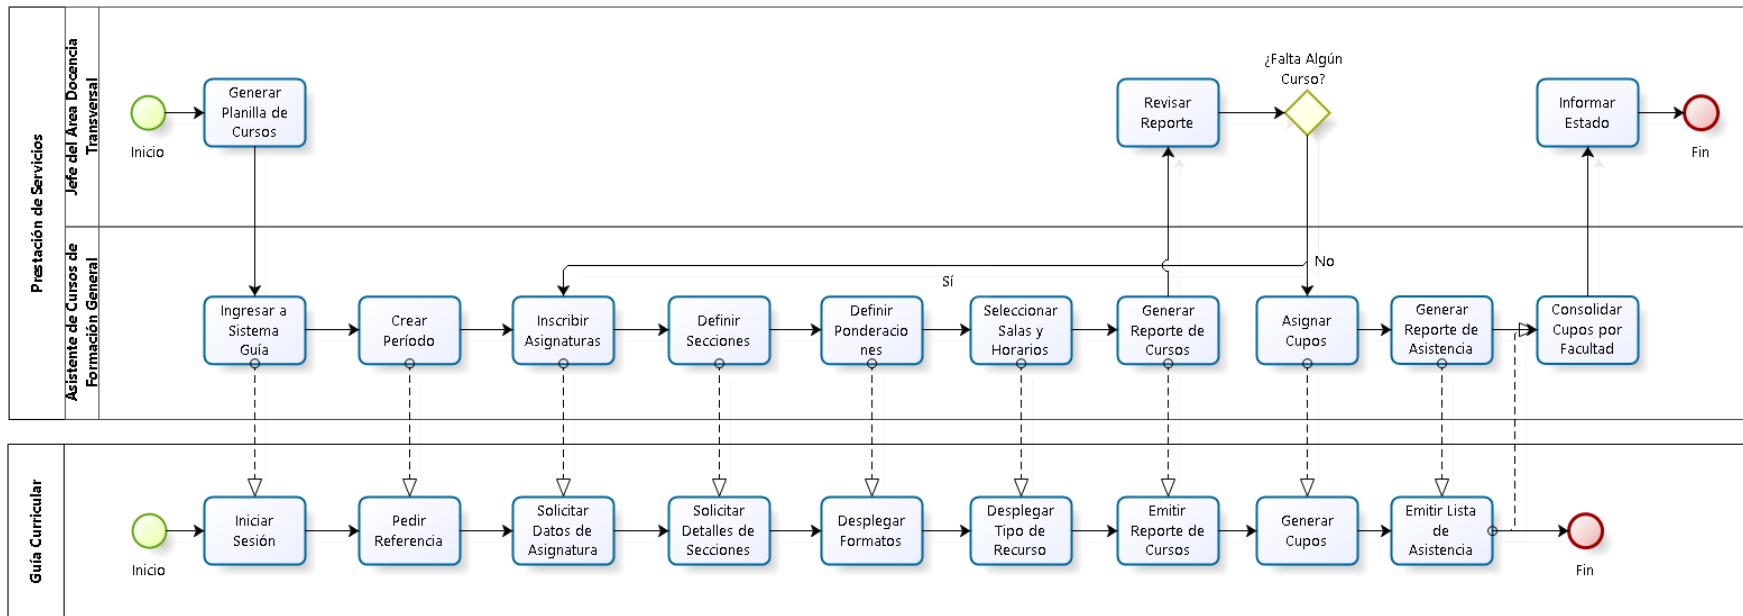 Prestación de Servicios
Jefe del Área Docencia
Transversal
Inicio
Generar
Planilla de
Cursos
Revisar
Reporte
¿Falta Algún
Curso?
Informar
Estado
Fin
Asistente de Cursos de
Formación General
No
Sí
Ingresar a
Sistema
Guía
Crear
Período
Inscribir
Asignaturas
Definir
Secciones
Definir
Ponderacio
nes
Seleccionar
Salas y
Horarios
Generar
Reporte de
Cursos
Asignar
Cupos
Generar
Reporte de
Asistencia
Consolidar
Cupos por
Facultad
Guía Curricular
Inicio
Iniciar
Sesión
Pedir
Referencia
Solicitar
Datos de
Asignatura
Solicitar
Detalles de
Secciones
Desplegar
Formatos
Desplegar
Tipo de
Recurso
Emitir
Reporte de
Cursos
Generar
Cupos
Emitir Lista
de
Asistencia
Fin